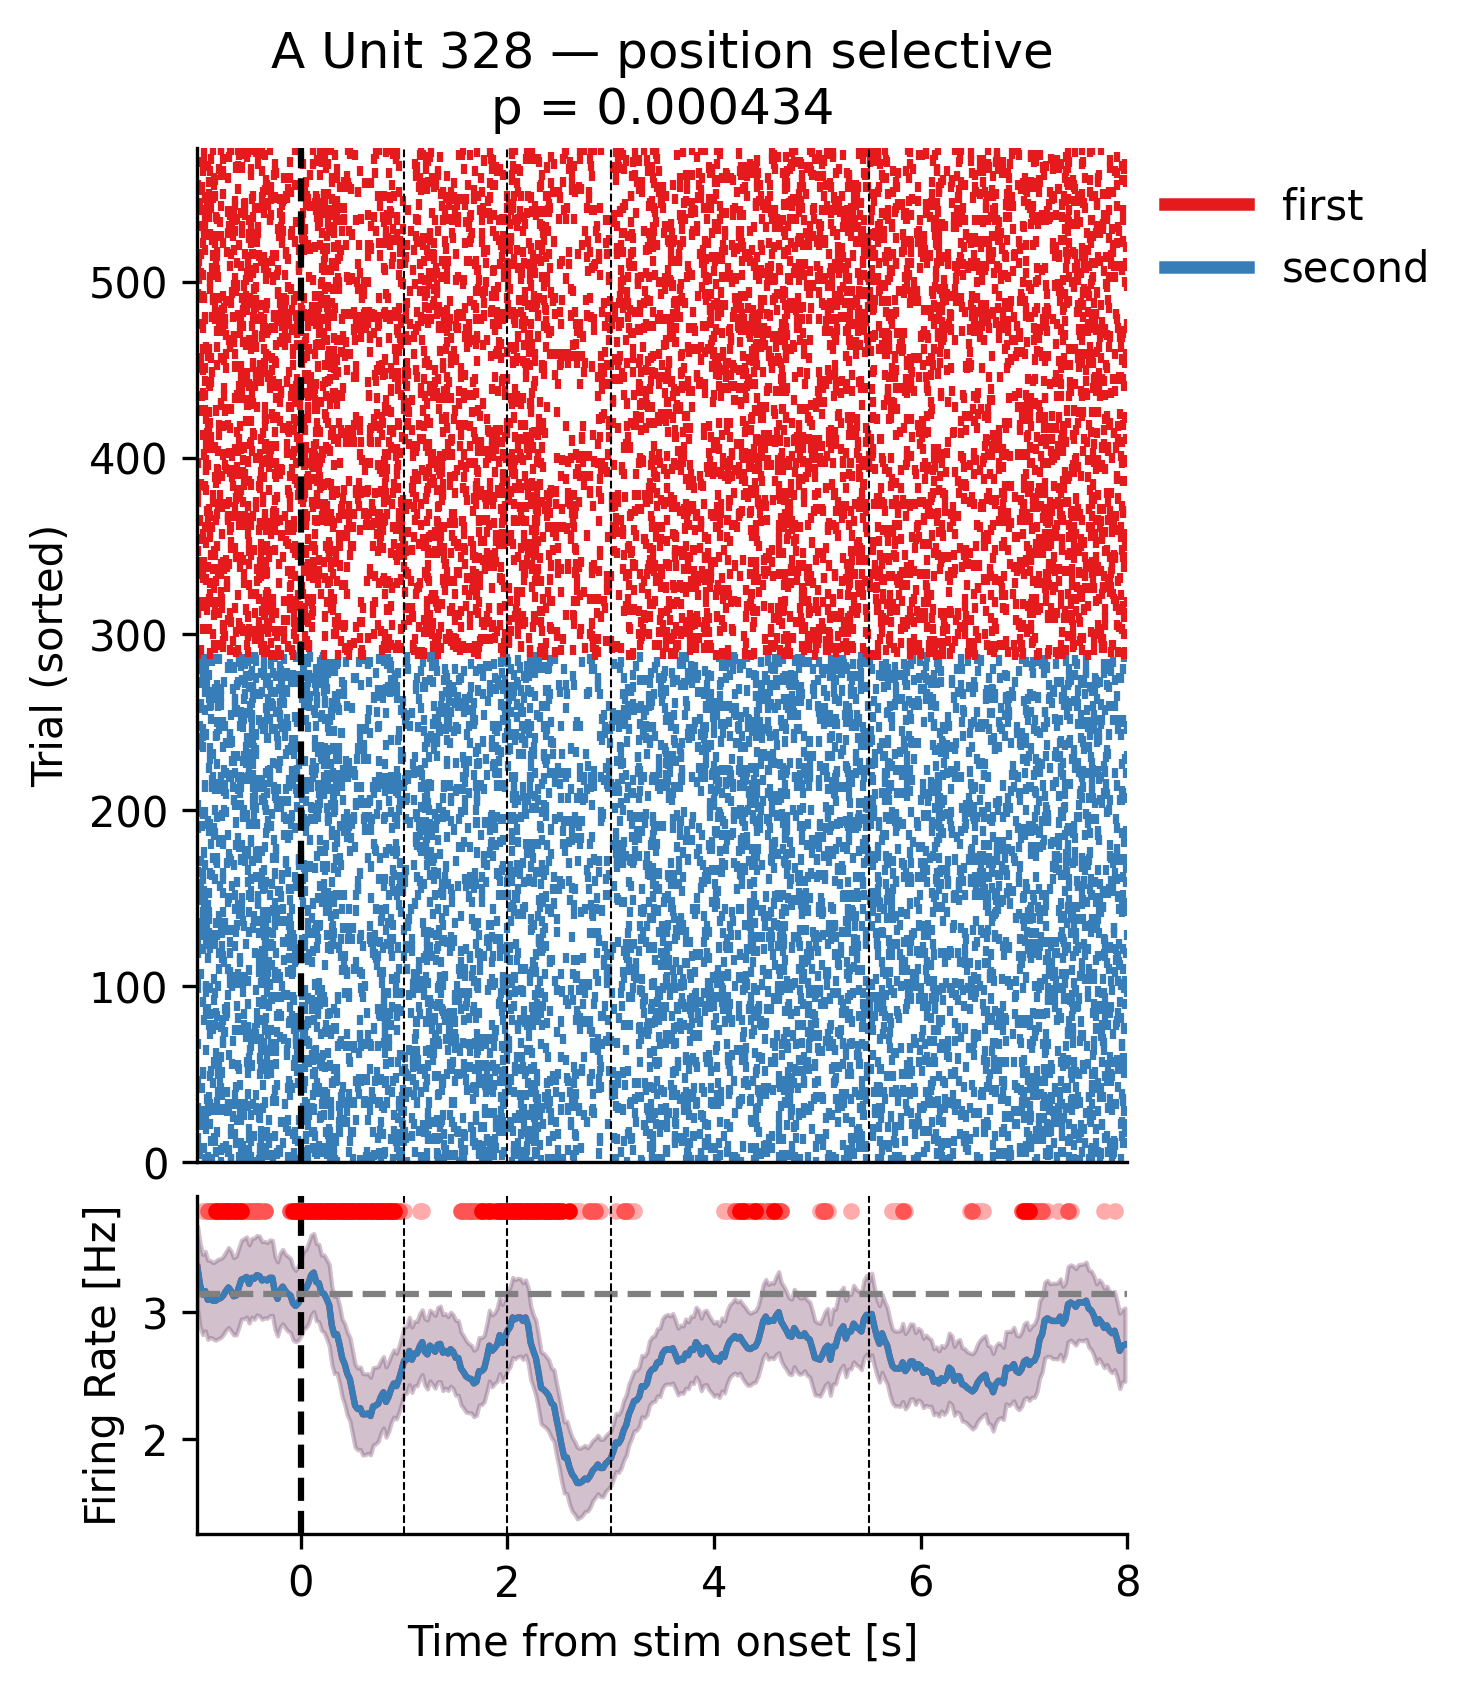 A Unit 328 — position selective
p = 0.000434
first
second
Trial (sorted)
500
400
300
200
100
0
Firing Rate [Hz]
3
2
0 2 4 6 8
Time from stim onset [s]